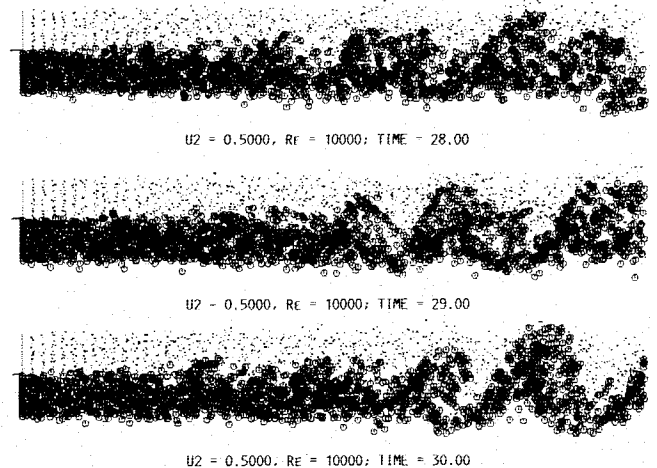 U2 = 0.5000, RE = 10000; TIME = 28.00
U2 = 0.5000, RE = 10000; TIME = 29.00
U2 = 0.5000, RE = 10000; TIME = 30.00